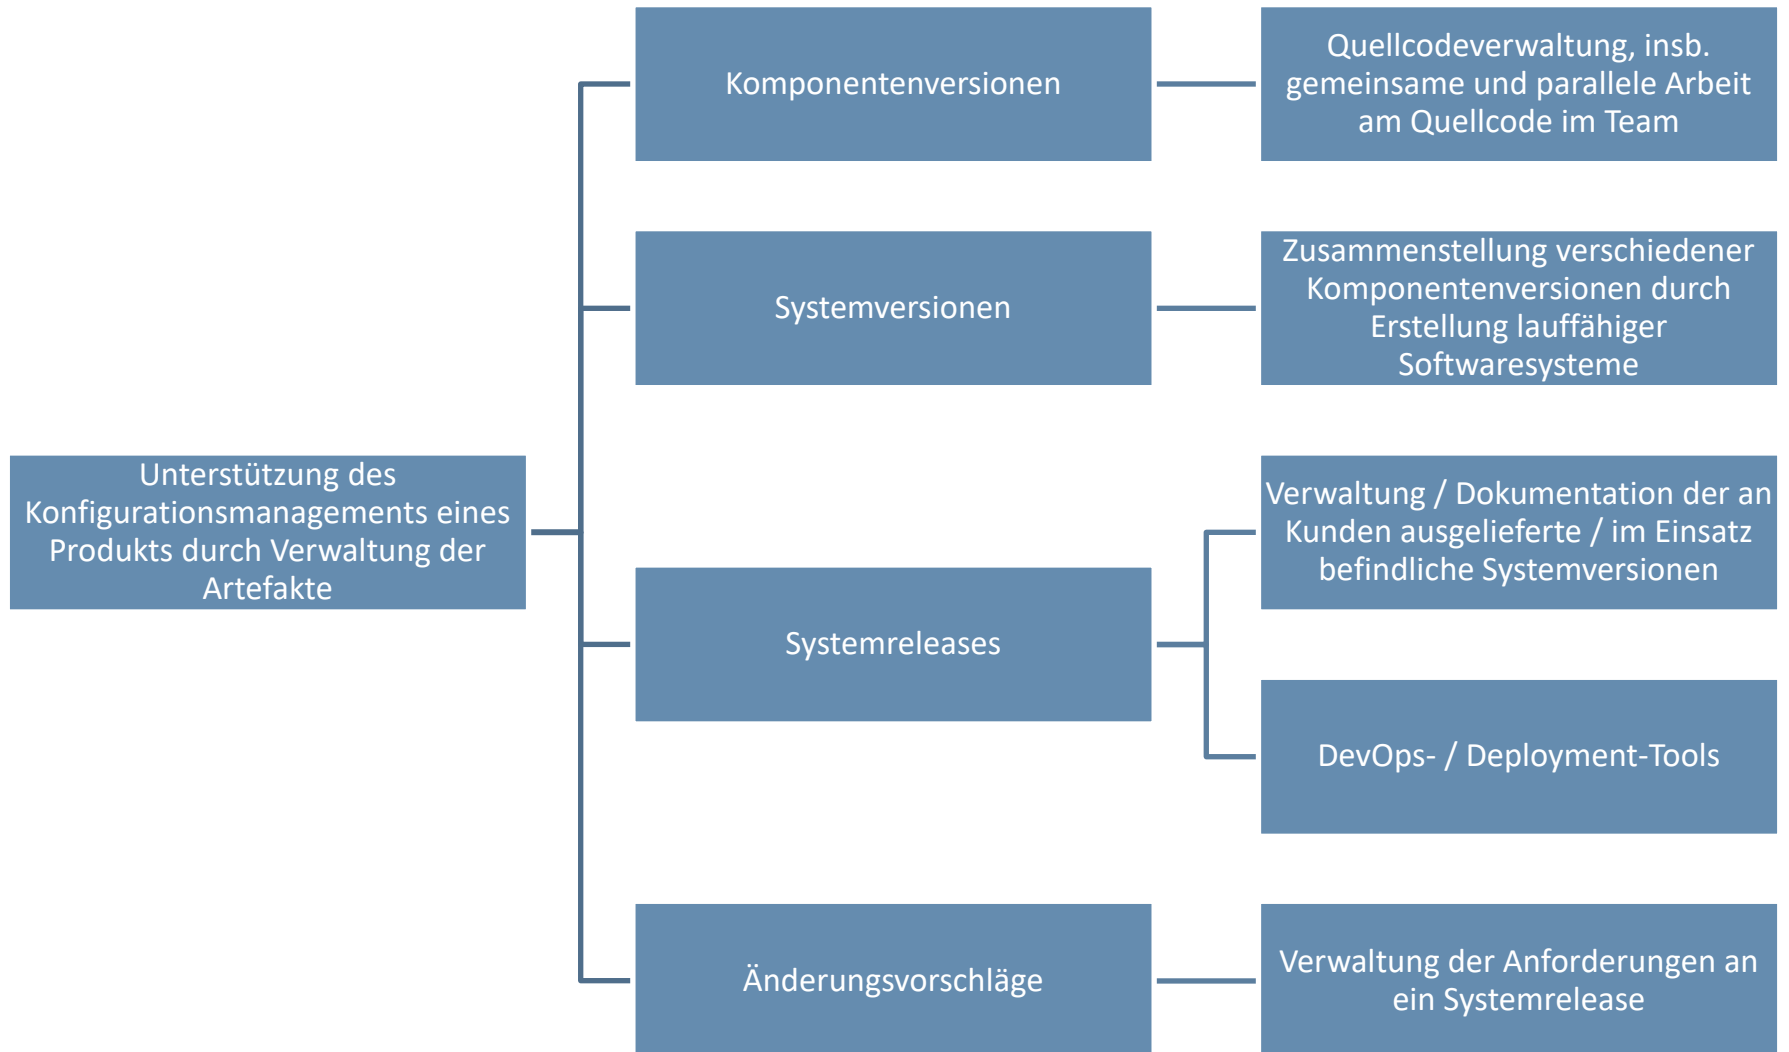 Unterstützung des
Konfigurationsmanagements eines
Produkts durch Verwaltung der
Artefakte
Komponentenversionen
Quellcodeverwaltung, insb.
gemeinsame und parallele Arbeit
am Quellcode im Team
Systemversionen
Zusammenstellung verschiedener
Komponentenversionen durch
Erstellung lauffähiger
Softwaresysteme
Systemreleases
Verwaltung / Dokumentation der an
Kunden ausgelieferte / im Einsatz
befindliche Systemversionen
DevOps- / Deployment-Tools
Änderungsvorschläge
Verwaltung der Anforderungen an
ein Systemrelease